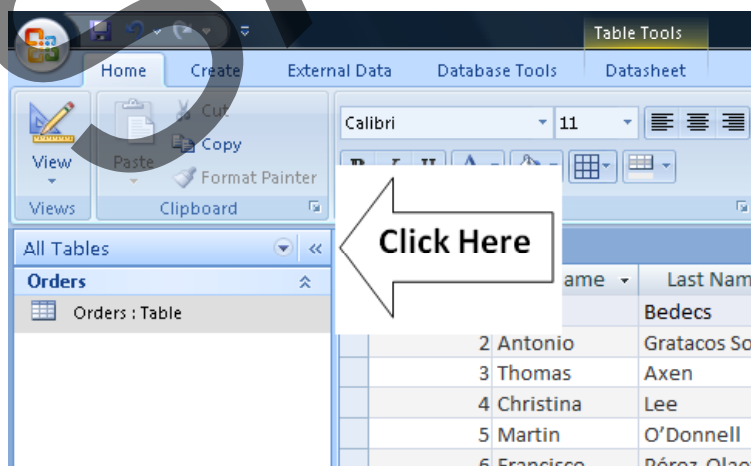 Table Tools
Home Create External Data Database Tools Datasheet
Cut
Calibri 11
Copy
View Paste
Format Painter
Views Clipboard
Click Here
All Tables
Orders
Last Nam
Orders : Table
Bedecs
2 Antonio Gratacos So
3 Thomas Axen
4 Christina Lee
5 Martin O'Donnell
6 Francisco